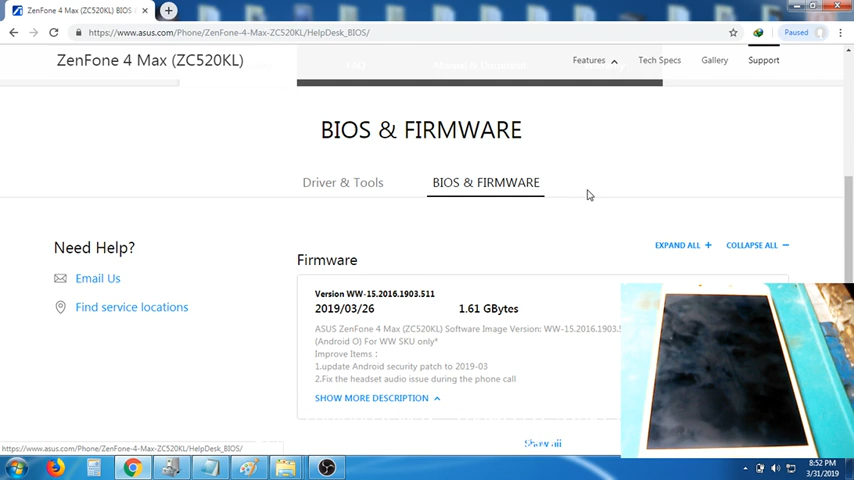 ZenFone 4 Max (ZC520KL) BIOS &
https://www.asus.com/Phone/ZenFone-4-Max-ZC520KL/HelpDesk_BIOS/
Paused
ZenFone 4 Max (ZC520KL)
Features
Tech Specs
Gallery
Support
BIOS & FIRMWARE
Driver & Tools
BIOS & FIRMWARE
Need Help?
Email Us
Find service locations
EXPAND ALL +
COLLAPSE ALL −
Firmware
Version WW-15.2016.1903.511
2019/03/26
1.61 GBytes
ASUS ZenFone 4 Max (ZC520KL) Software Image Version: WW-15.2016.1903.5
(Android O) For WW SKU only*
Improve Items :
1.update Android security patch to 2019-03
2.Fix the headset audio issue during the phone call
SHOW MORE DESCRIPTION
Show all
https://www.asus.com/Phone/ZenFone-4-Max-ZC520KL/HelpDesk_BIOS/
8:52 PM
3/31/2019